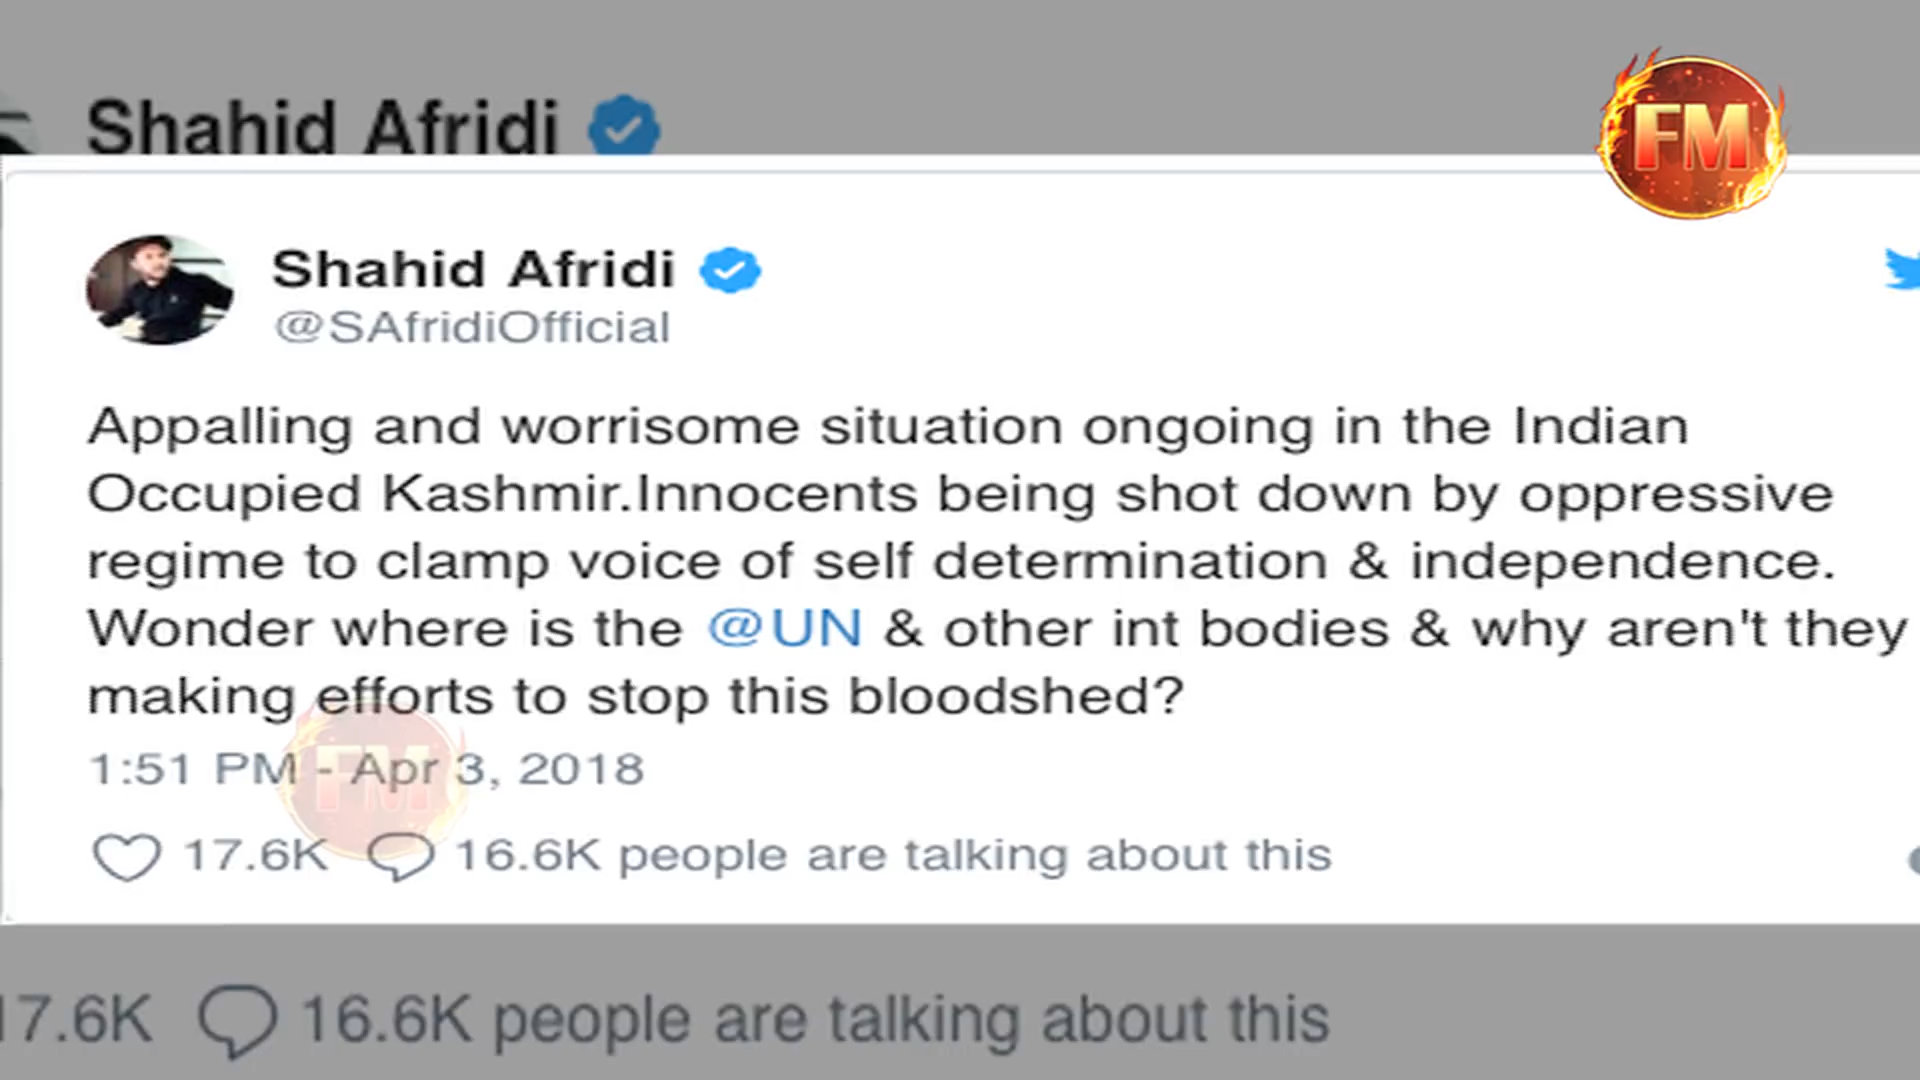 Shahid Afridi
FM
Shahid Afridi
@SAfridiOfficial
Appalling and worrisome situation ongoing in the Indian
Occupied Kashmir.Innocents being shot down by oppressive
regime to clamp voice of self determination & independence.
Wonder where is the @UN & other int bodies & why aren't they
making efforts to stop this bloodshed?
FM
1:51 PM - Apr 3, 2018
17.6K 16.6K people are talking about this
17.6K 16.6K people are talking about this